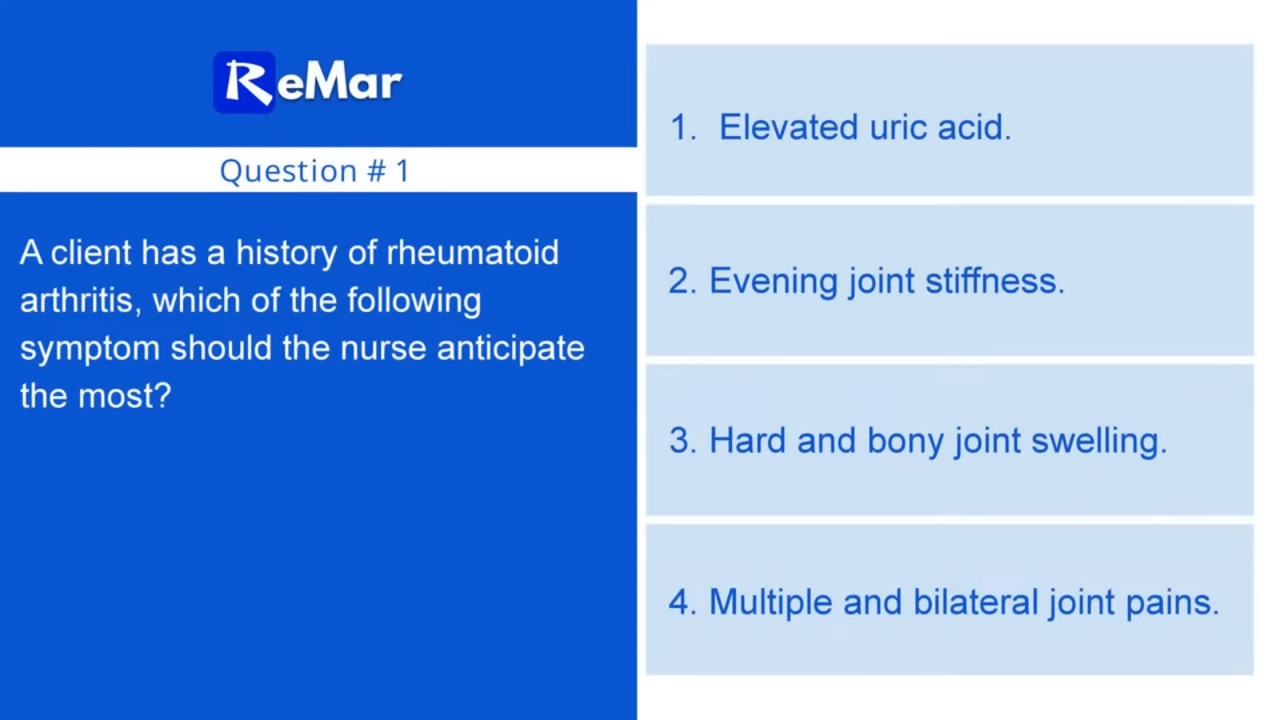 ReMar
Question # 1
A client has a history of rheumatoid
arthritis, which of the following
symptom should the nurse anticipate
the most?
1. Elevated uric acid.
2. Evening joint stiffness.
3. Hard and bony joint swelling.
4. Multiple and bilateral joint pains.